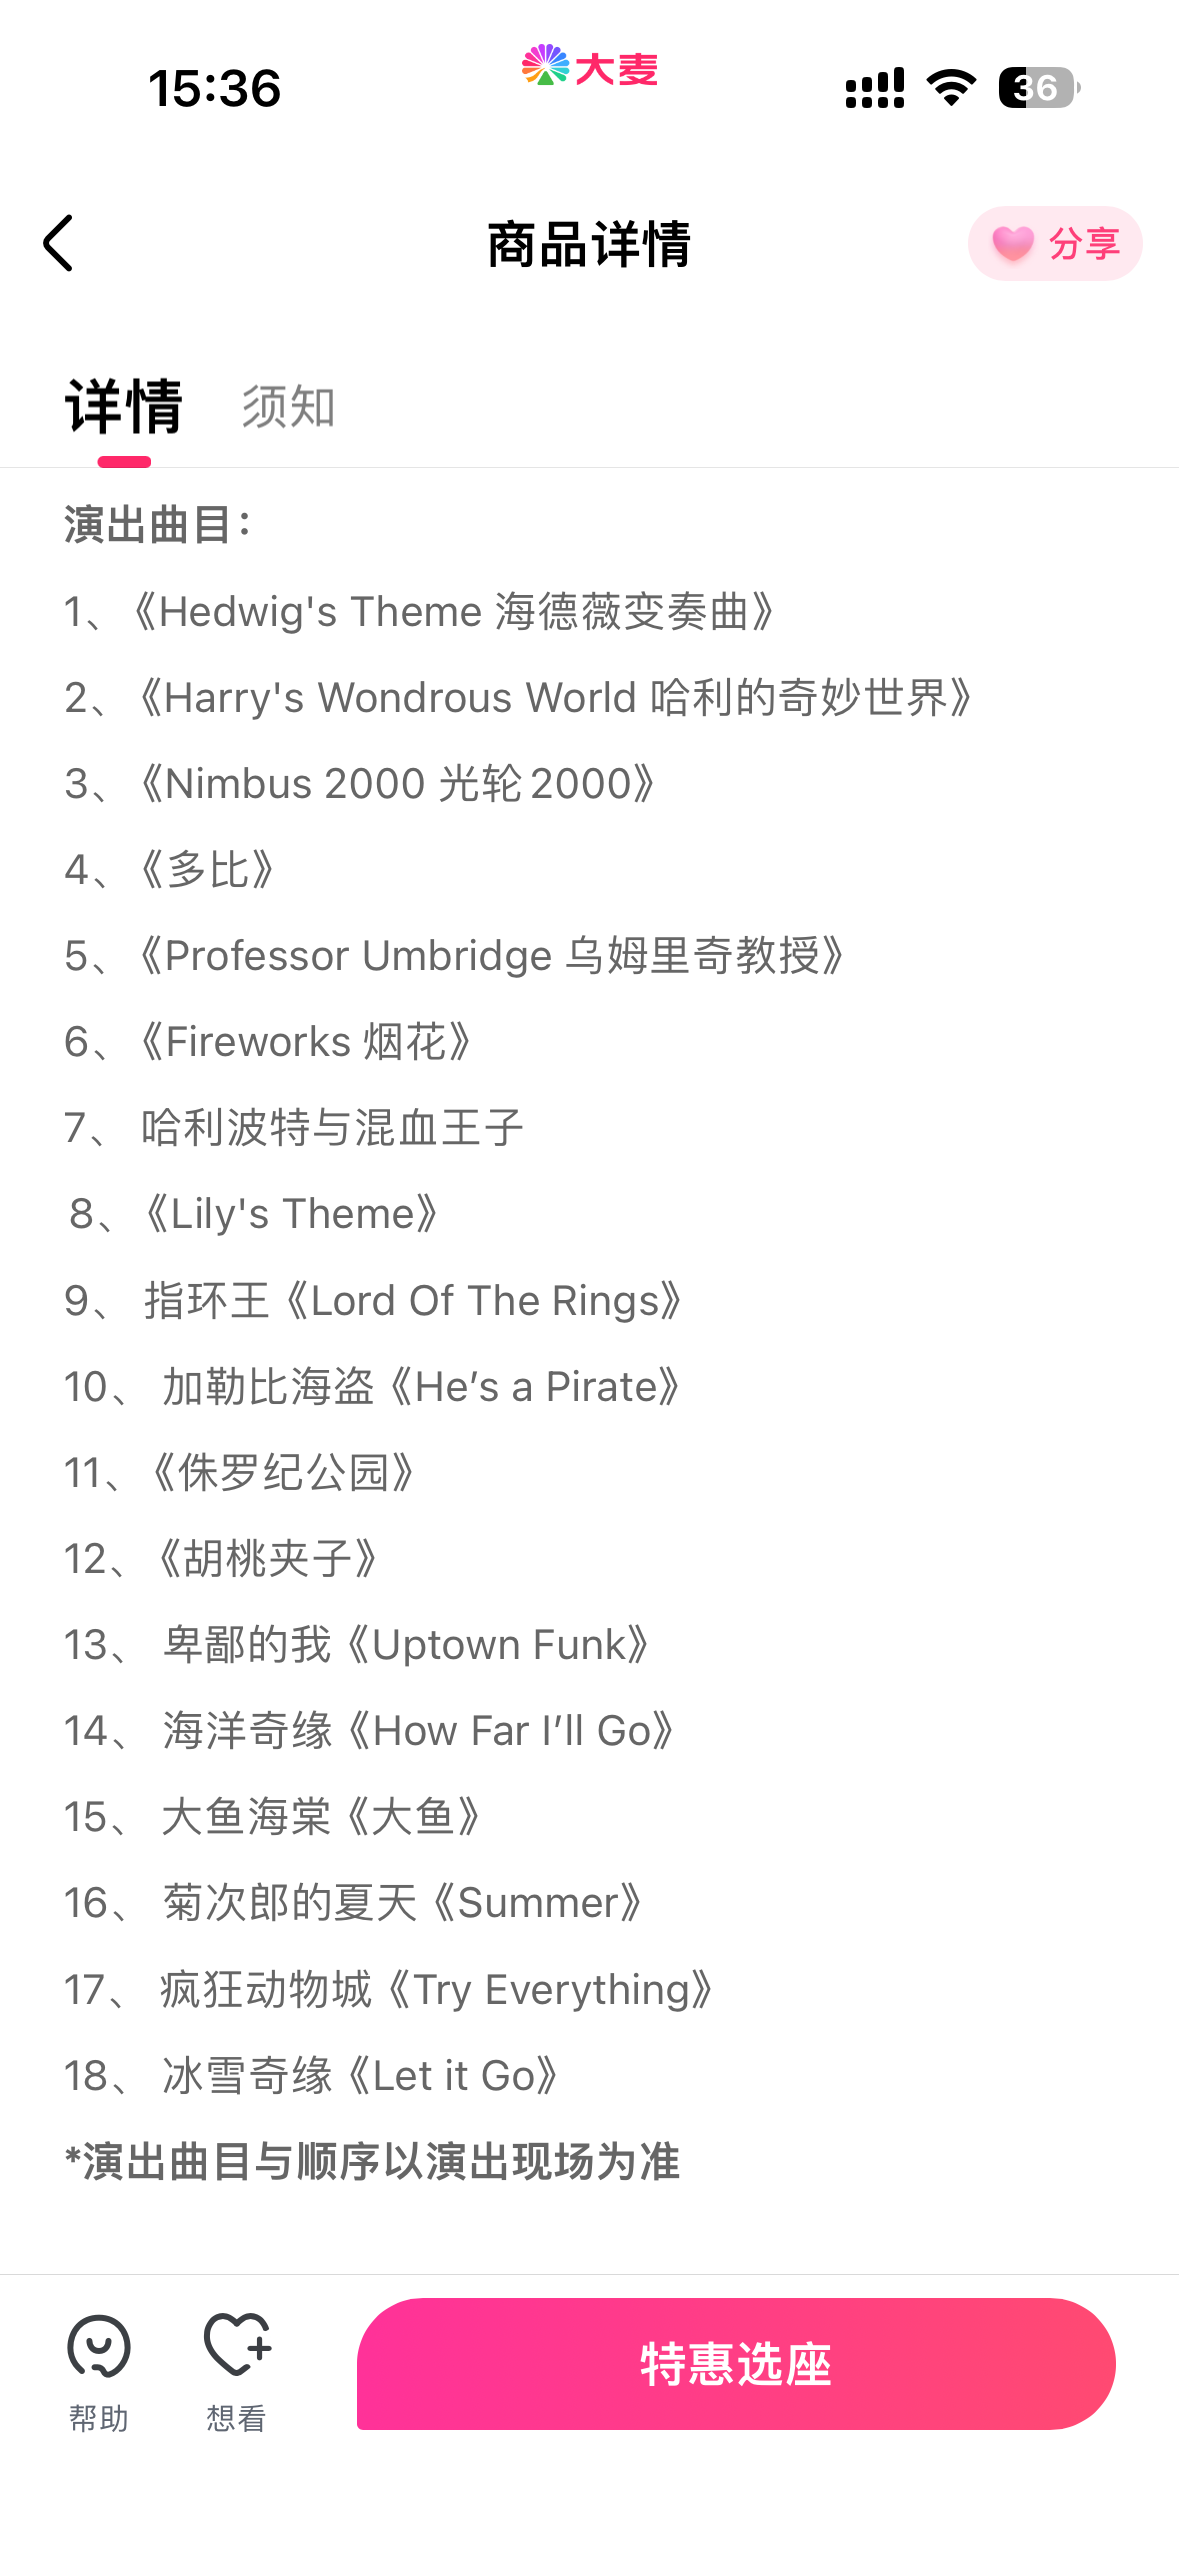 15:36
大麦
36
商品详情
分享
详情 须知
演出曲目：
1、《Hedwig's Theme 海德薇变奏曲》
2、《Harry's Wondrous World 哈利的奇妙世界》
3、《Nimbus 2000 光轮2000》
4、《多比》
5、《Professor Umbridge 乌姆里奇教授》
6、《Fireworks 烟花》
7、 哈利波特与混血王子
8、《Lily's Theme》
9、 指环王《Lord Of The Rings》
10、 加勒比海盗《He’s a Pirate》
11、《侏罗纪公园》
12、《胡桃夹子》
13、 卑鄙的我《Uptown Funk》
14、 海洋奇缘《How Far I’ll Go》
15、 大鱼海棠《大鱼》
16、 菊次郎的夏天《Summer》
17、 疯狂动物城《Try Everything》
18、 冰雪奇缘《Let it Go》
*演出曲目与顺序以演出现场为准
帮助
想看
特惠选座